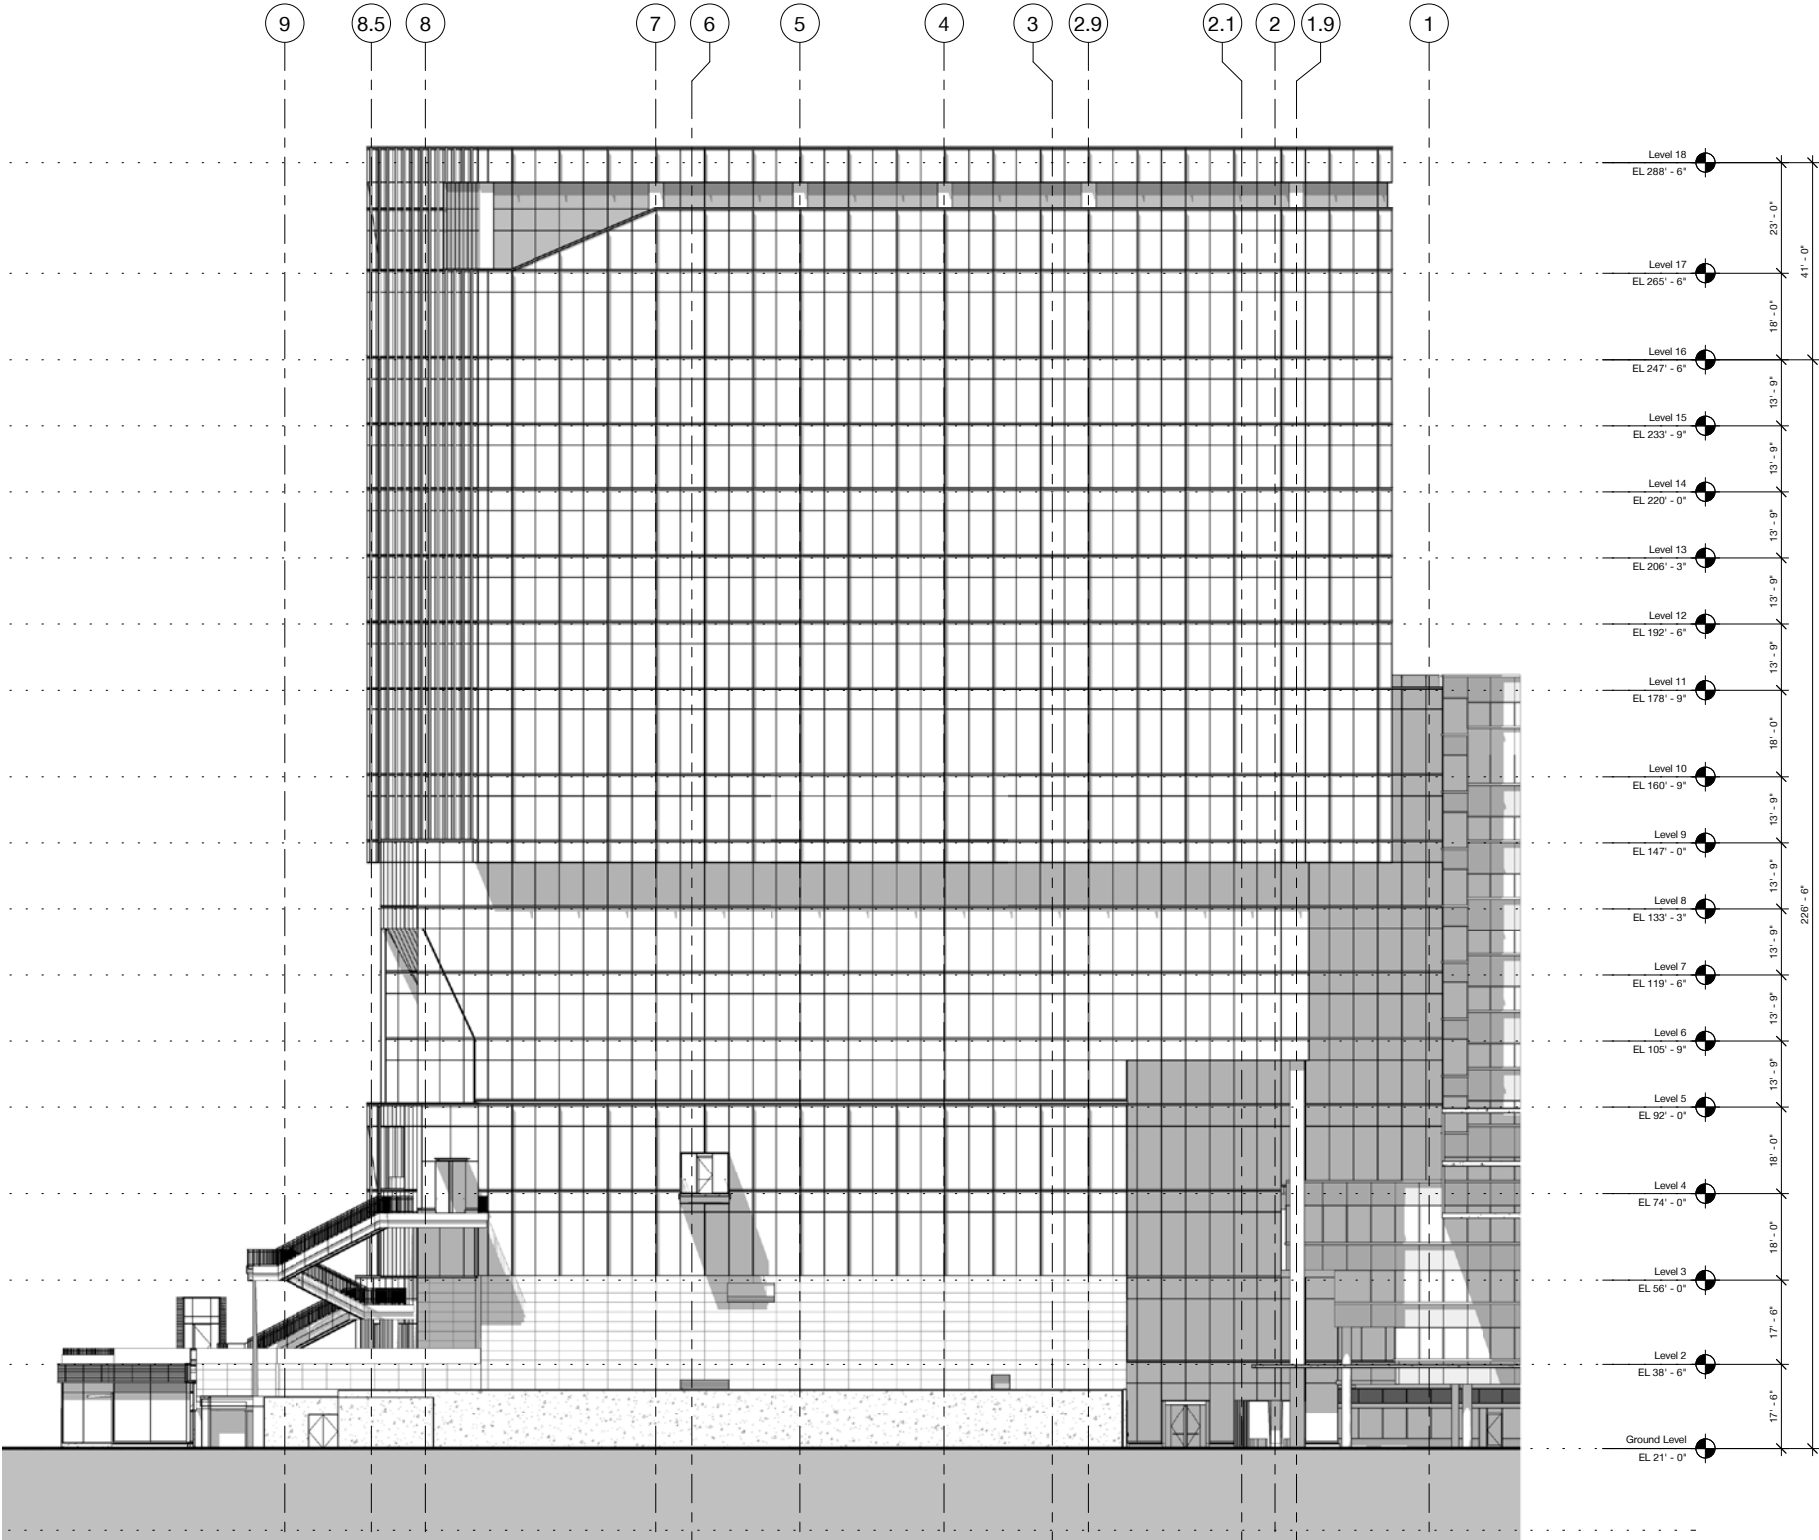 9 8.5 8 7 6 5 4 3 2.9 2.1 2 1.9 1
Level 18
EL 288' - 6"
23' - 0"
41' - 0"
Level 17
EL 265' - 6"
18' - 0"
Level 16
EL 247' - 6"
13' - 9"
Level 15
EL 233' - 9"
13' - 9"
Level 14
EL 220' - 0"
13' - 9"
Level 13
EL 206' - 3"
13' - 9"
Level 12
EL 192' - 6"
13' - 9"
Level 11
EL 178' - 9"
18' - 0"
Level 10
EL 160' - 9"
13' - 9"
Level 9
EL 147' - 0"
13' - 9"
226' - 6"
Level 8
EL 133' - 3"
13' - 9"
Level 7
EL 119' - 6"
13' - 9"
Level 6
EL 105' - 9"
13' - 9"
Level 5
EL 92' - 0"
18' - 0"
Level 4
EL 74' - 0"
18' - 0"
Level 3
EL 56' - 0"
17' - 6"
Level 2
EL 38' - 6"
17' - 6"
Ground Level
EL 21' - 0"